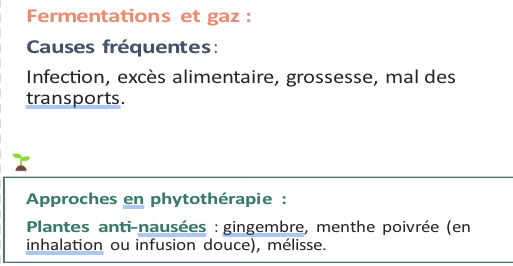 Fermentations et gaz :
Causes fréquentes :
Infection, excès alimentaire, grossesse, mal des
transports.
Approches en phytothérapie :
Plantes anti-nausées : gingembre, menthe poivrée (en
inhalation ou infusion douce), mélisse.